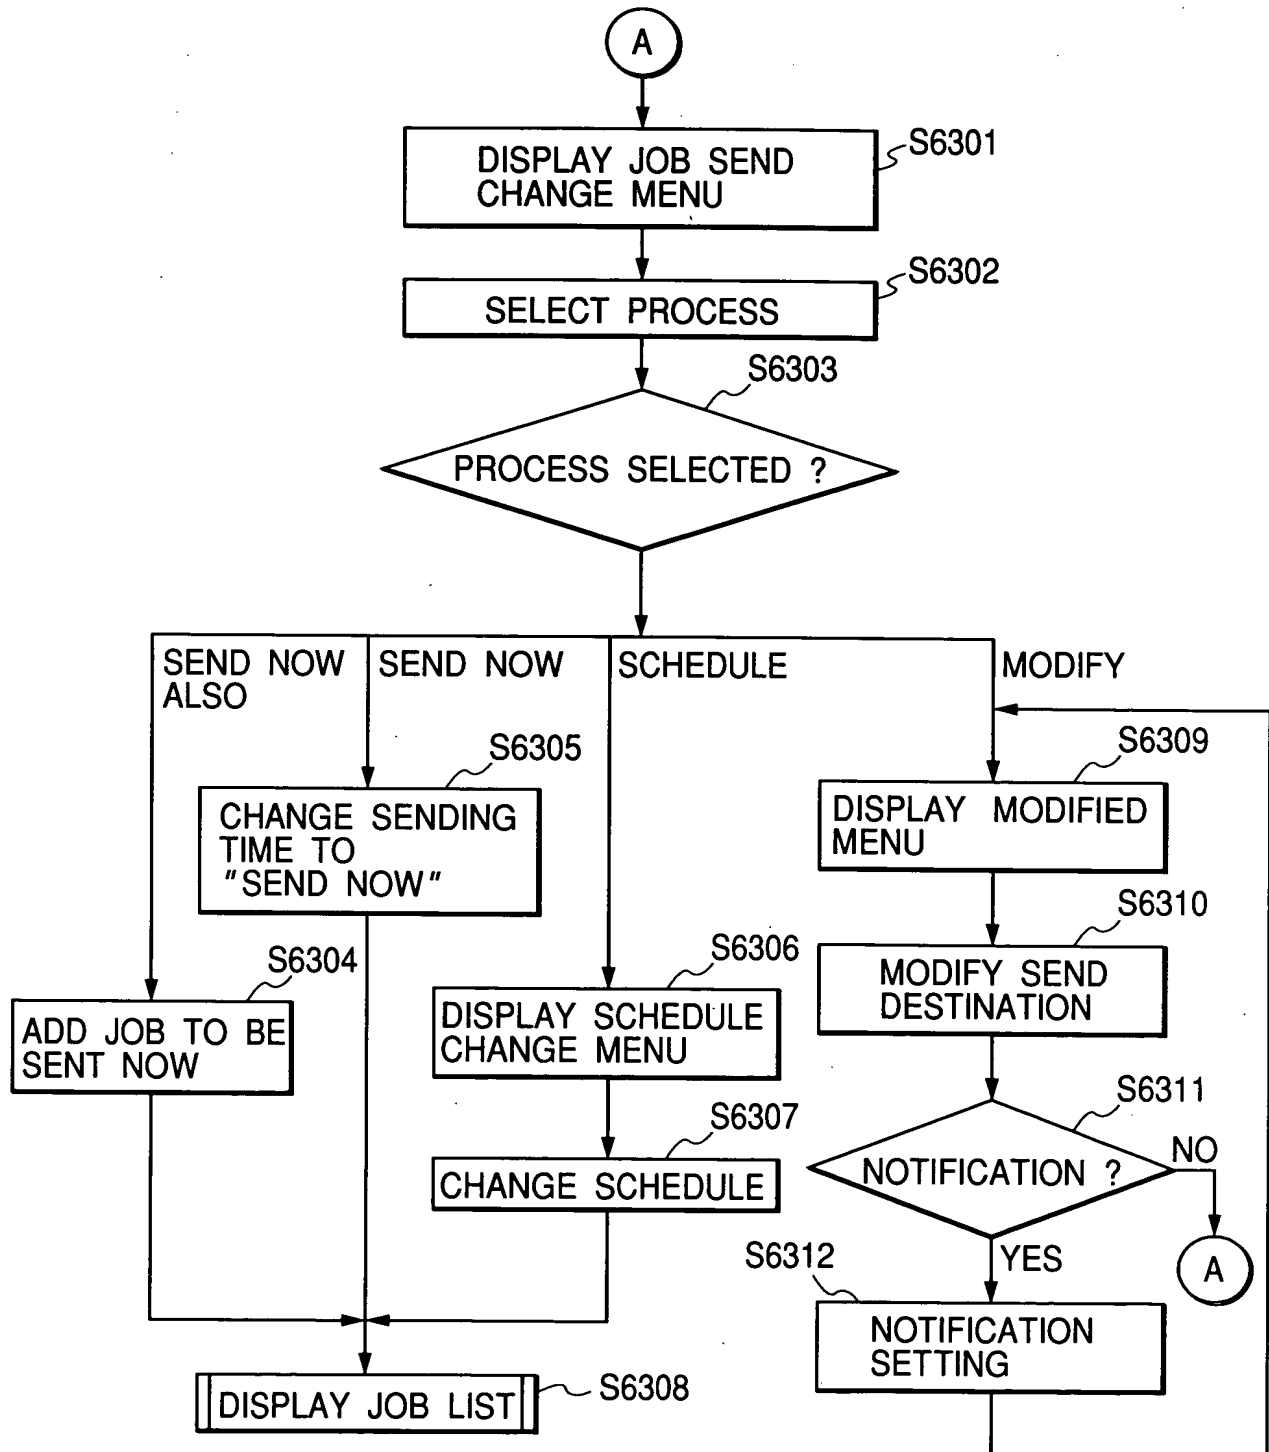 A
S6301
DISPLAY JOB SEND
CHANGE MENU
S6302
SELECT PROCESS
S6303
PROCESS SELECTED ?
SEND NOW
ALSO
SEND NOW
SCHEDULE
MODIFY
S6305
CHANGE SENDING
TIME TO
"SEND NOW"
S6309
DISPLAY MODIFIED
MENU
S6304
ADD JOB TO BE
SENT NOW
S6306
DISPLAY SCHEDULE
CHANGE MENU
S6310
MODIFY SEND
DESTINATION
S6307
CHANGE SCHEDULE
S6311
NOTIFICATION ?
NO
A
YES
S6312
NOTIFICATION
SETTING
S6308
DISPLAY JOB LIST